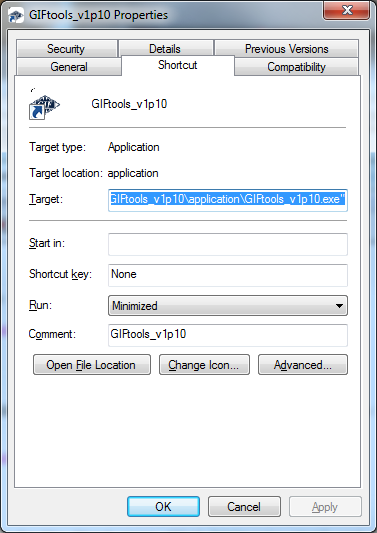 GIFtools_v1p10 Properties
Security Details Previous Versions
General Shortcut Compatibility
GIFtools_v1p10
Target type: Application
Target location: application
Target: GIFtools_v1p10\application\GIFtools_v1p10.exe"
Start in:
Shortcut key: None
Run: Minimized
Comment: GIFtools_v1p10
Open File Location Change Icon... Advanced...
OK Cancel Apply